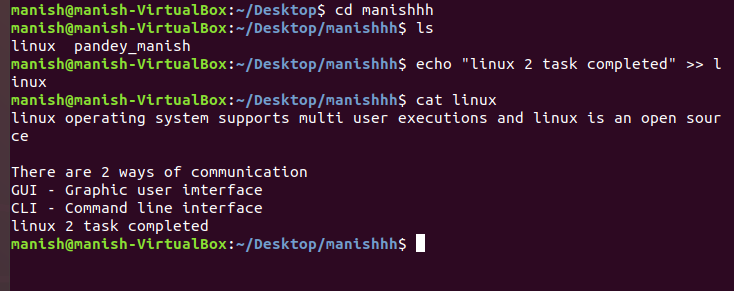 manish@manish-VirtualBox:~/Desktop$ cd manishhh
manish@manish-VirtualBox:~/Desktop/manishhh$ ls
linux  pandey_manish
manish@manish-VirtualBox:~/Desktop/manishhh$ echo "linux 2 task completed" >> l
inux
manish@manish-VirtualBox:~/Desktop/manishhh$ cat linux
linux operating system supports multi user executions and linux is an open sour
ce

There are 2 ways of communication
GUI - Graphic user imterface
CLI - Command line interface
linux 2 task completed
manish@manish-VirtualBox:~/Desktop/manishhh$